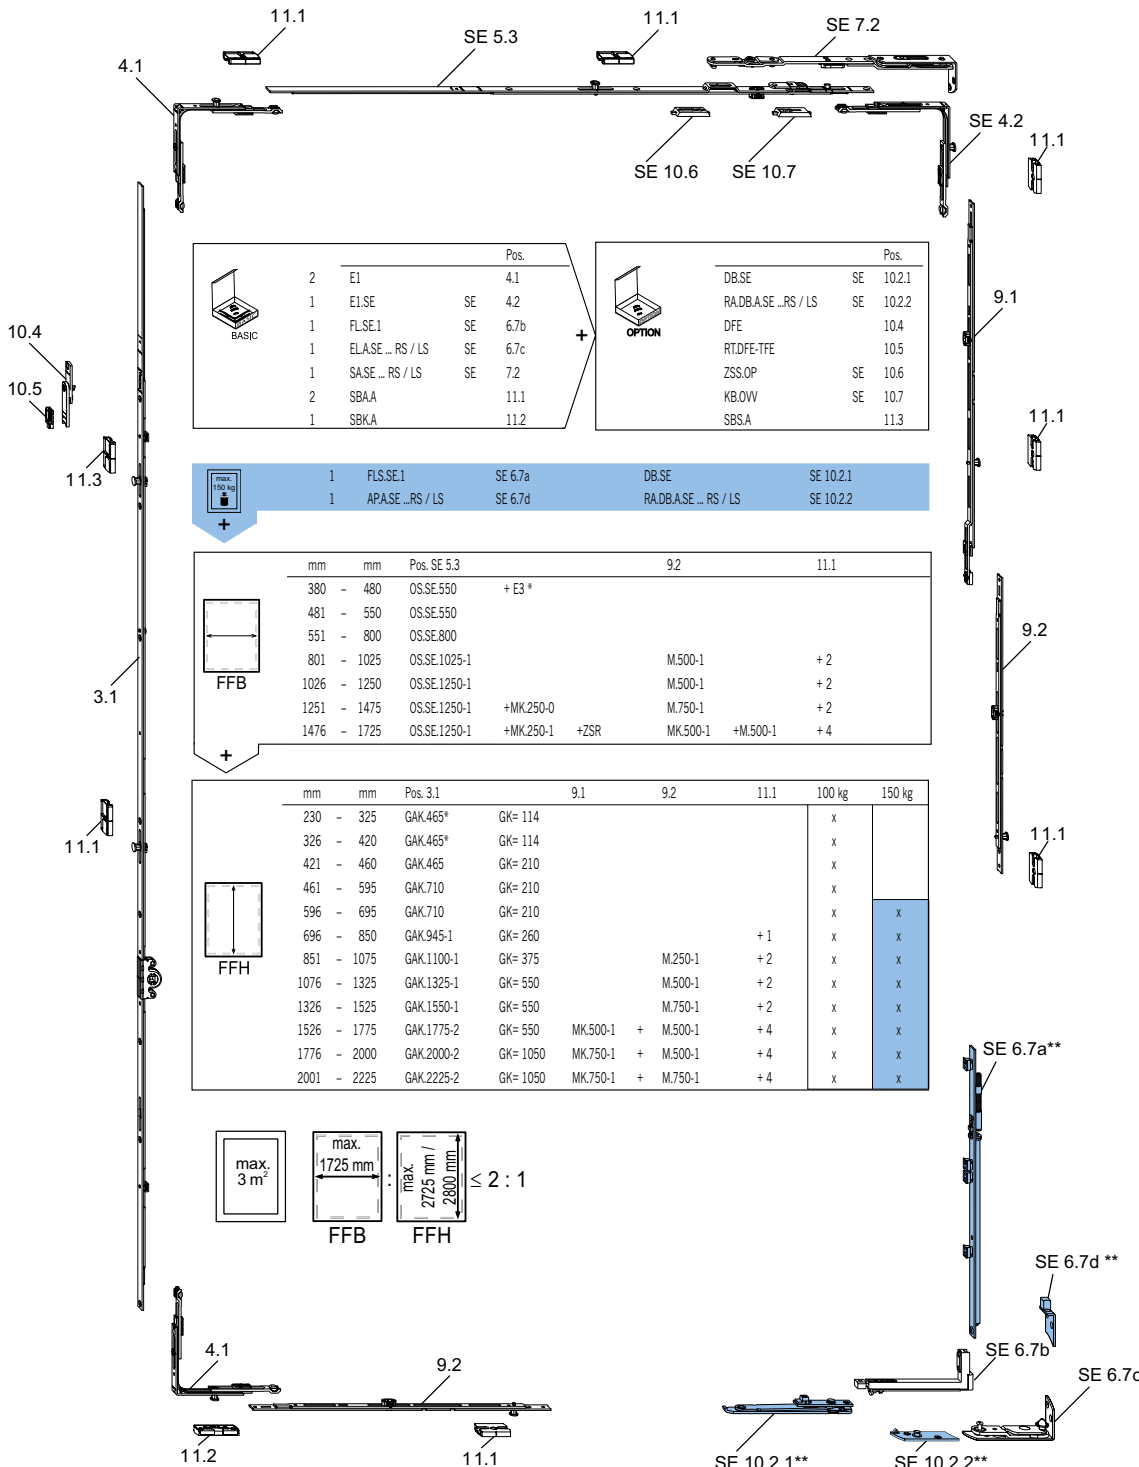 11.1
11.1
SE 7.2
SE 5.3
4.1
SE 4.2
11.1
SE 10.6
SE 10.7
Pos.
2 E1 4.1
1 E1.SE SE 4.2
1 FL.SE.1 SE 6.7b
1 EL.A.SE ... RS / LS SE 6.7c
1 SA.SE ... RS / LS SE 7.2
2 SBA.A 11.1
1 SBK.A 11.2
BASIC
+
Pos.
DB.SE SE 10.2.1
RA.DB.A.SE ...RS / LS SE 10.2.2
DFE 10.4
RT.DFE-TFE 10.5
ZSS.OP SE 10.6
KB.OVV SE 10.7
SBS.A 11.3
OPTION
9.1
10.4
10.5
11.3
11.1
max.
150 kg
1 FLS.SE.1 SE 6.7a DB.SE SE 10.2.1
1 AP.A.SE ...RS / LS SE 6.7d RA.DB.A.SE ... RS / LS SE 10.2.2
+
mm mm Pos. SE 5.3 9.2 11.1
380 – 480 OS.SE.550 + E3 *
481 – 550 OS.SE.550
551 – 800 OS.SE.800
801 – 1025 OS.SE.1025-1 M.500-1 + 2
1026 – 1250 OS.SE.1250-1 M.500-1 + 2
1251 – 1475 OS.SE.1250-1 +MK.250-0 M.750-1 + 2
1476 – 1725 OS.SE.1250-1 +MK.250-1 +ZSR MK.500-1 +M.500-1 + 4
FFB
+
9.2
3.1
mm mm Pos. 3.1 9.1 9.2 11.1 100 kg 150 kg
230 – 325 GAK.465* GK= 114 x
326 – 420 GAK.465* GK= 114 x
421 – 460 GAK.465 GK= 210 x
461 – 595 GAK.710 GK= 210 x
596 – 695 GAK.710 GK= 210 x x
696 – 850 GAK.945-1 GK= 260 + 1 x x
851 – 1075 GAK.1100-1 GK= 375 M.250-1 + 2 x x
1076 – 1325 GAK.1325-1 GK= 550 M.500-1 + 2 x x
1326 – 1525 GAK.1550-1 GK= 550 M.750-1 + 2 x x
1526 – 1775 GAK.1775-2 GK= 550 MK.500-1 + M.500-1 + 4 x x
1776 – 2000 GAK.2000-2 GK= 1050 MK.750-1 + M.500-1 + 4 x x
2001 – 2225 GAK.2225-2 GK= 1050 MK.750-1 + M.750-1 + 4 x x
FFH
11.1
11.1
SE 6.7a**
max.
3 m²
max.
1725 mm
FFB
:
max.
2725 mm /
2800 mm
FFH
≤ 2 : 1
SE 6.7d **
4.1
9.2
SE 6.7b
SE 6.7c
11.2
11.1
SE 10.2.1**
SE 10.2.2**